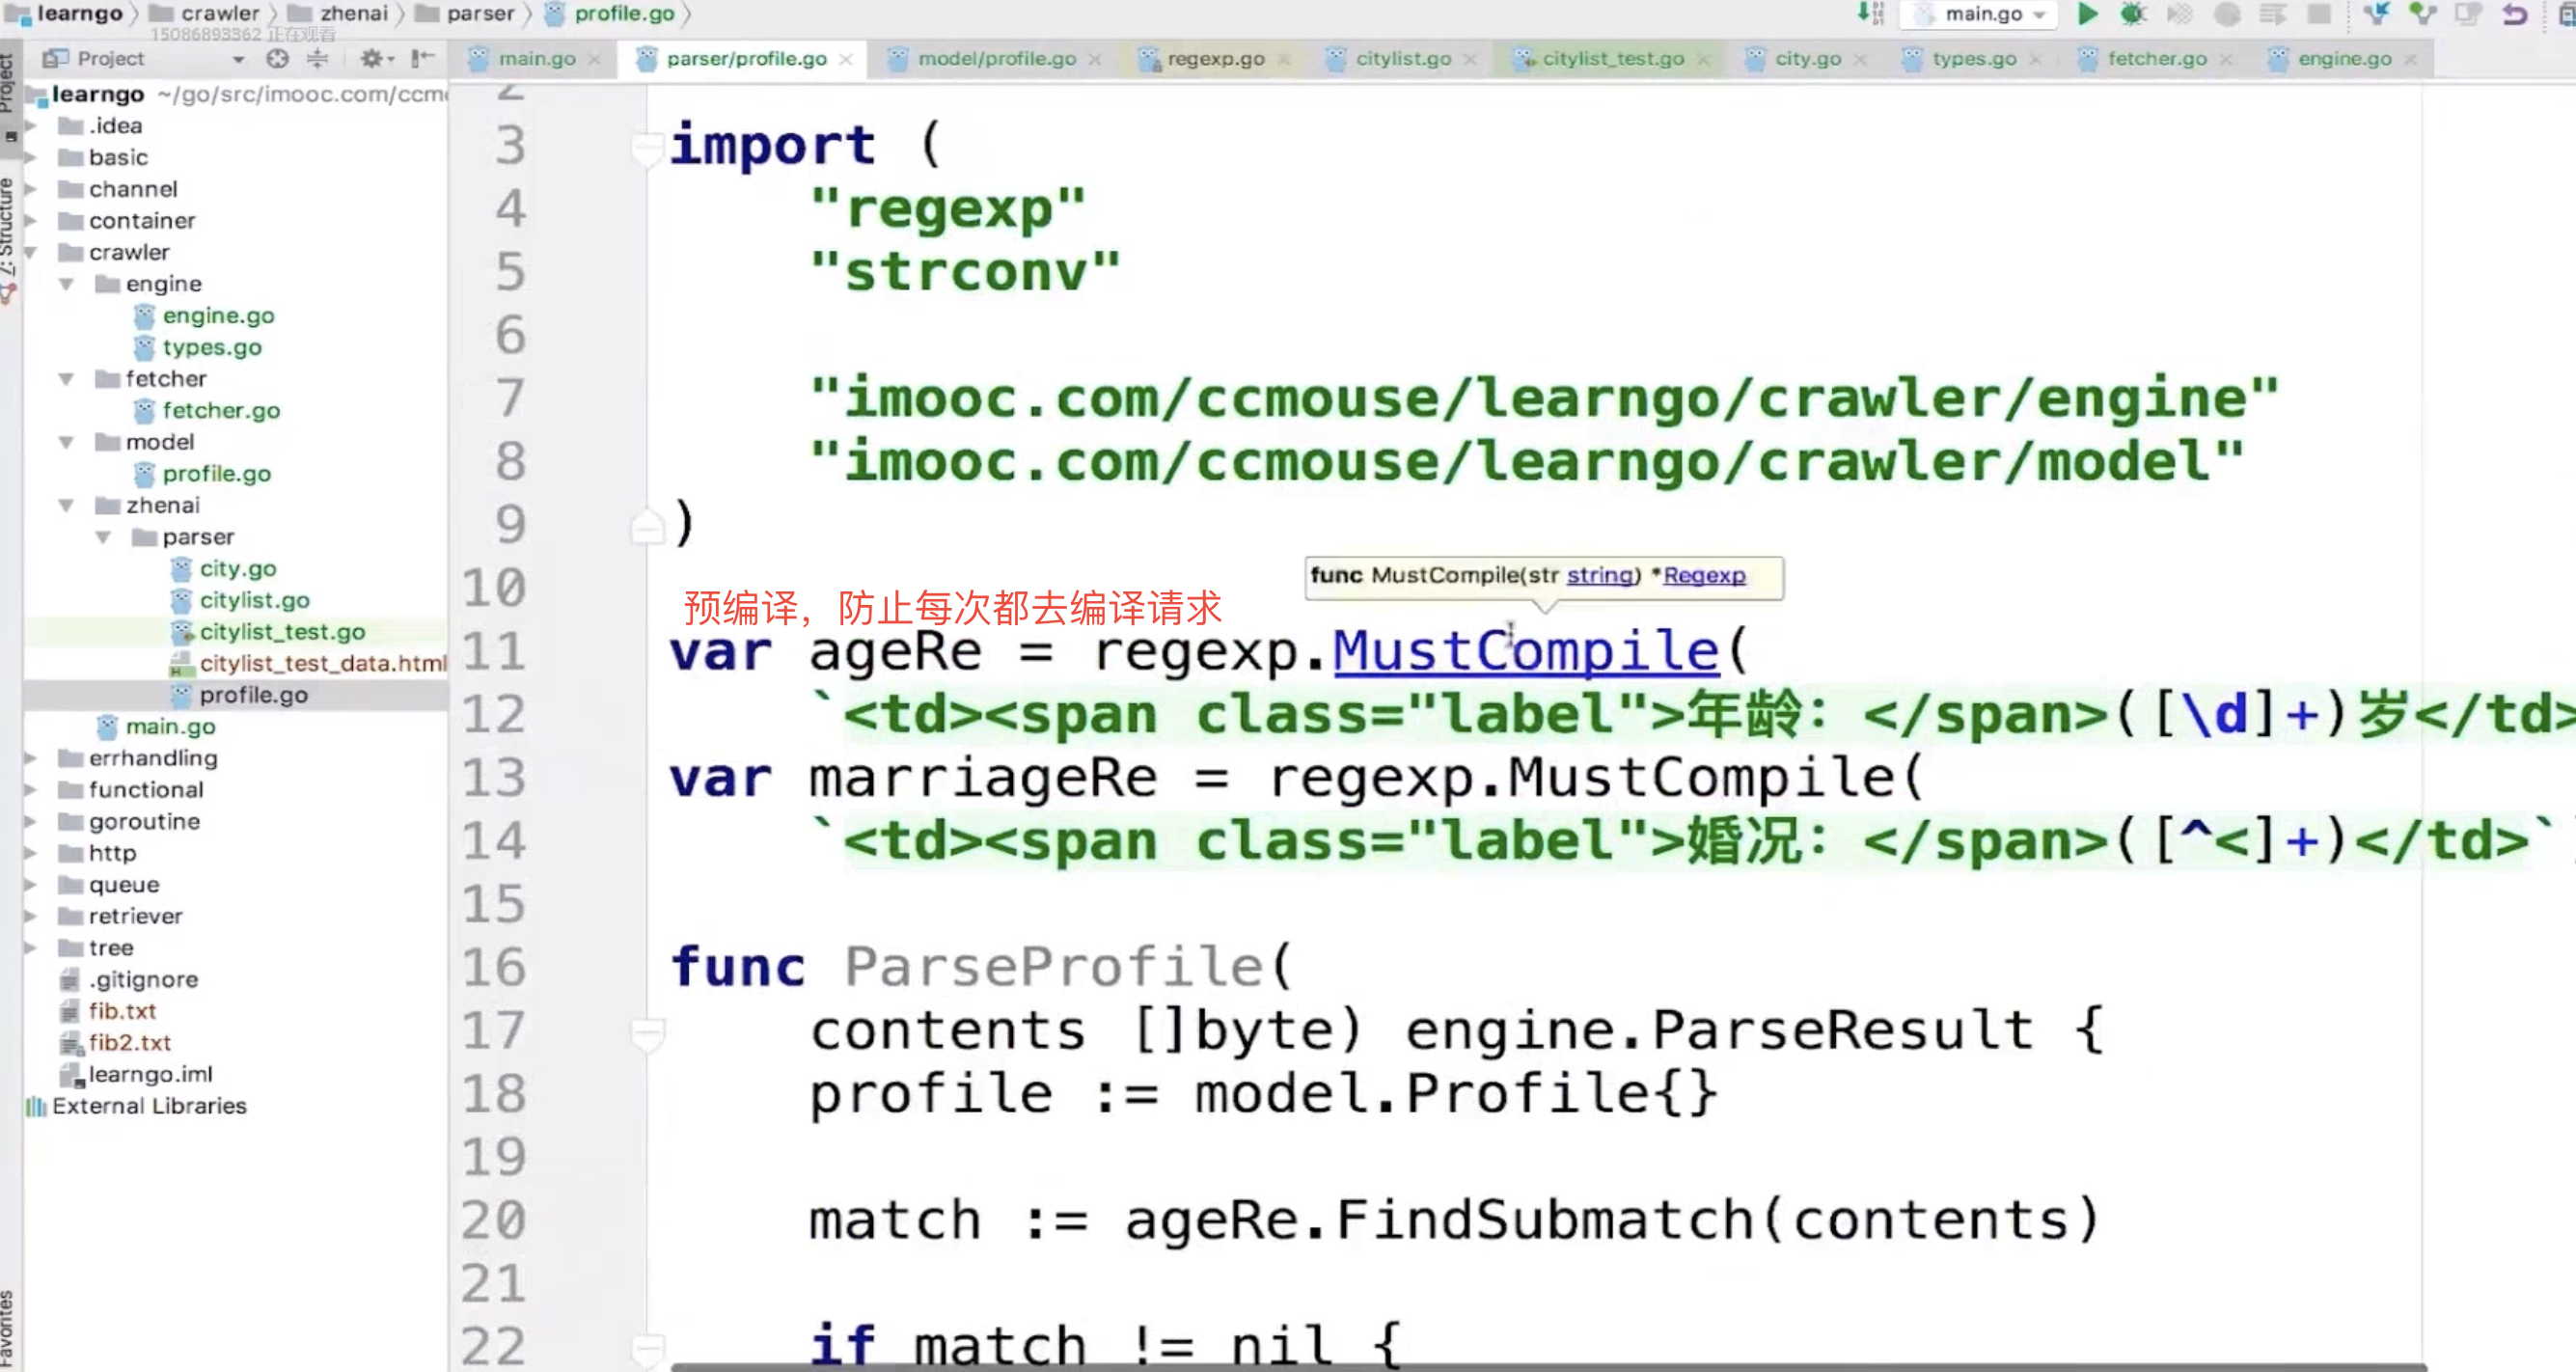 learngo crawler zhenai parser profile.go main.go
15086893362 正在观看
Project main.go parser/profile.go model/profile.go regexp.go citylist.go citylist_test.go city.go types.go fetcher.go engine.go
Project
Z: Structure
Favorites
learngo ~/go/src/imooc.com/ccm
.idea
basic
channel
container
crawler
engine
engine.go
types.go
fetcher
fetcher.go
model
profile.go
zhenai
parser
city.go
citylist.go
citylist_test.go
citylist_test_data.html
profile.go
main.go
errhandling
functional
goroutine
http
queue
retriever
tree
.gitignore
fib.txt
fib2.txt
learngo.iml
External Libraries
2
3 import (
4 "regexp"
5 "strconv"
6
7 "imooc.com/ccmouse/learngo/crawler/engine"
8 "imooc.com/ccmouse/learngo/crawler/model"
9 )
func MustCompile(str string) *Regexp
10
预编译，防止每次都去编译请求
11 var ageRe = regexp.MustCompile(
12 `<td><span class="label">年龄：</span>([\d]+)岁</td>
13 var marriageRe = regexp.MustCompile(
14 `<td><span class="label">婚况：</span>([^<]+)</td>`
15
16 func ParseProfile(
17 contents []byte) engine.ParseResult {
18 profile := model.Profile{}
19
20 match := ageRe.FindSubmatch(contents)
21
22 if match != nil {